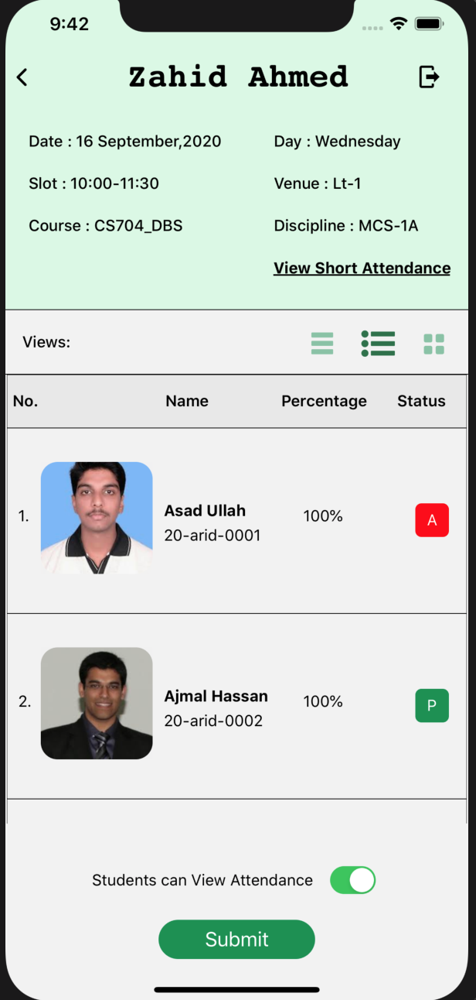 9:42
Zahid Ahmed
Date : 16 September,2020 Day : Wednesday
Slot : 10:00-11:30 Venue : Lt-1
Course : CS704_DBS Discipline : MCS-1A
View Short Attendance
Views:
No. Name Percentage Status
1. Asad Ullah 100% A
20-arid-0001
2. Ajmal Hassan 100% P
20-arid-0002
Students can View Attendance
Submit